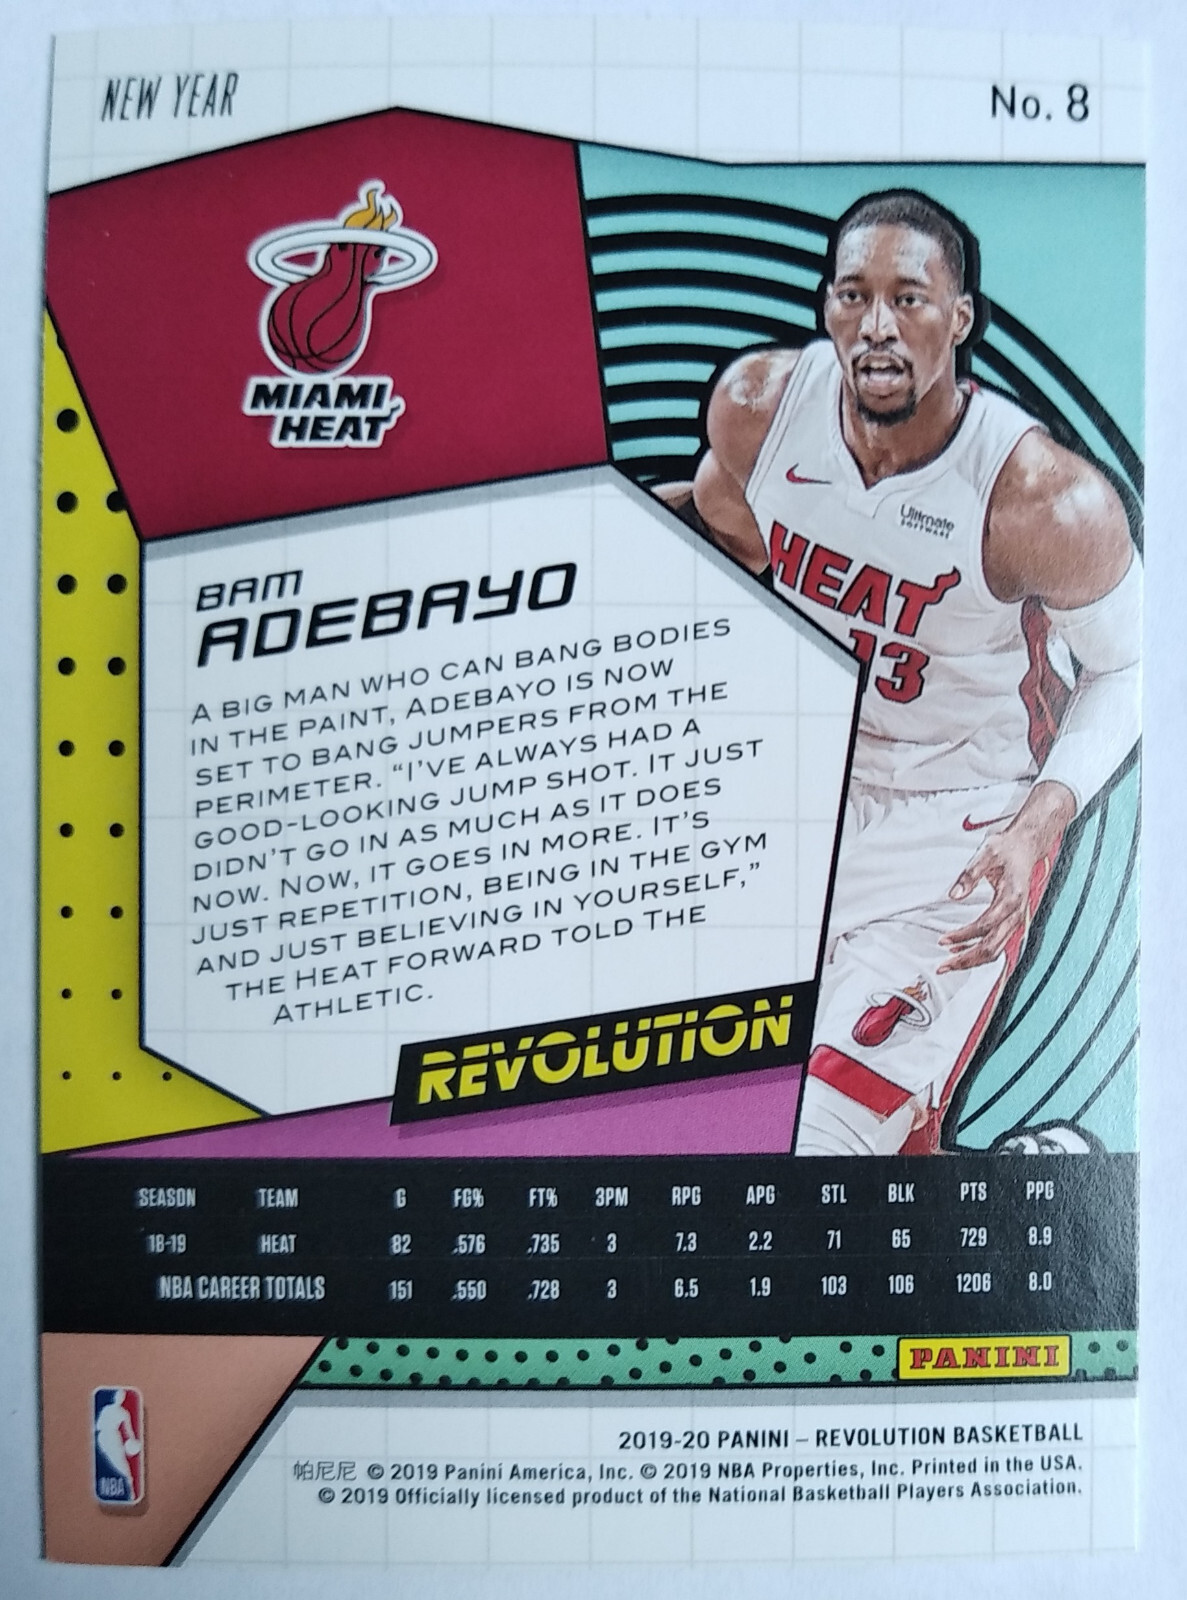 NEW YEAR
No. 8
MIAMI
HEAT
Ultimate
SOFTWARE
HEAT
13
BAM
ADEBAYO
A BIG MAN WHO CAN BANG BODIES
IN THE PAINT, ADEBAYO IS NOW
SET TO BANG JUMPERS FROM THE
PERIMETER. “I’VE ALWAYS HAD A
GOOD-LOOKING JUMP SHOT. IT JUST
DIDN’T GO IN AS MUCH AS IT DOES
NOW. NOW, IT GOES IN MORE. IT’S
JUST REPETITION, BEING IN THE GYM
AND JUST BELIEVING IN YOURSELF,”
THE HEAT FORWARD TOLD THE
ATHLETIC.
REVOLUTION
SEASON TEAM G FG% FT% 3PM RPG APG STL BLK PTS PPG
18-19 HEAT 82 .576 .735 3 7.3 2.2 71 65 729 8.9
NBA CAREER TOTALS 151 .550 .728 3 6.5 1.9 103 106 1206 8.0
PANINI
NBA
2019-20 PANINI – REVOLUTION BASKETBALL
帕尼尼 © 2019 Panini America, Inc. © 2019 NBA Properties, Inc. Printed in the USA.
© 2019 Officially licensed product of the National Basketball Players Association.